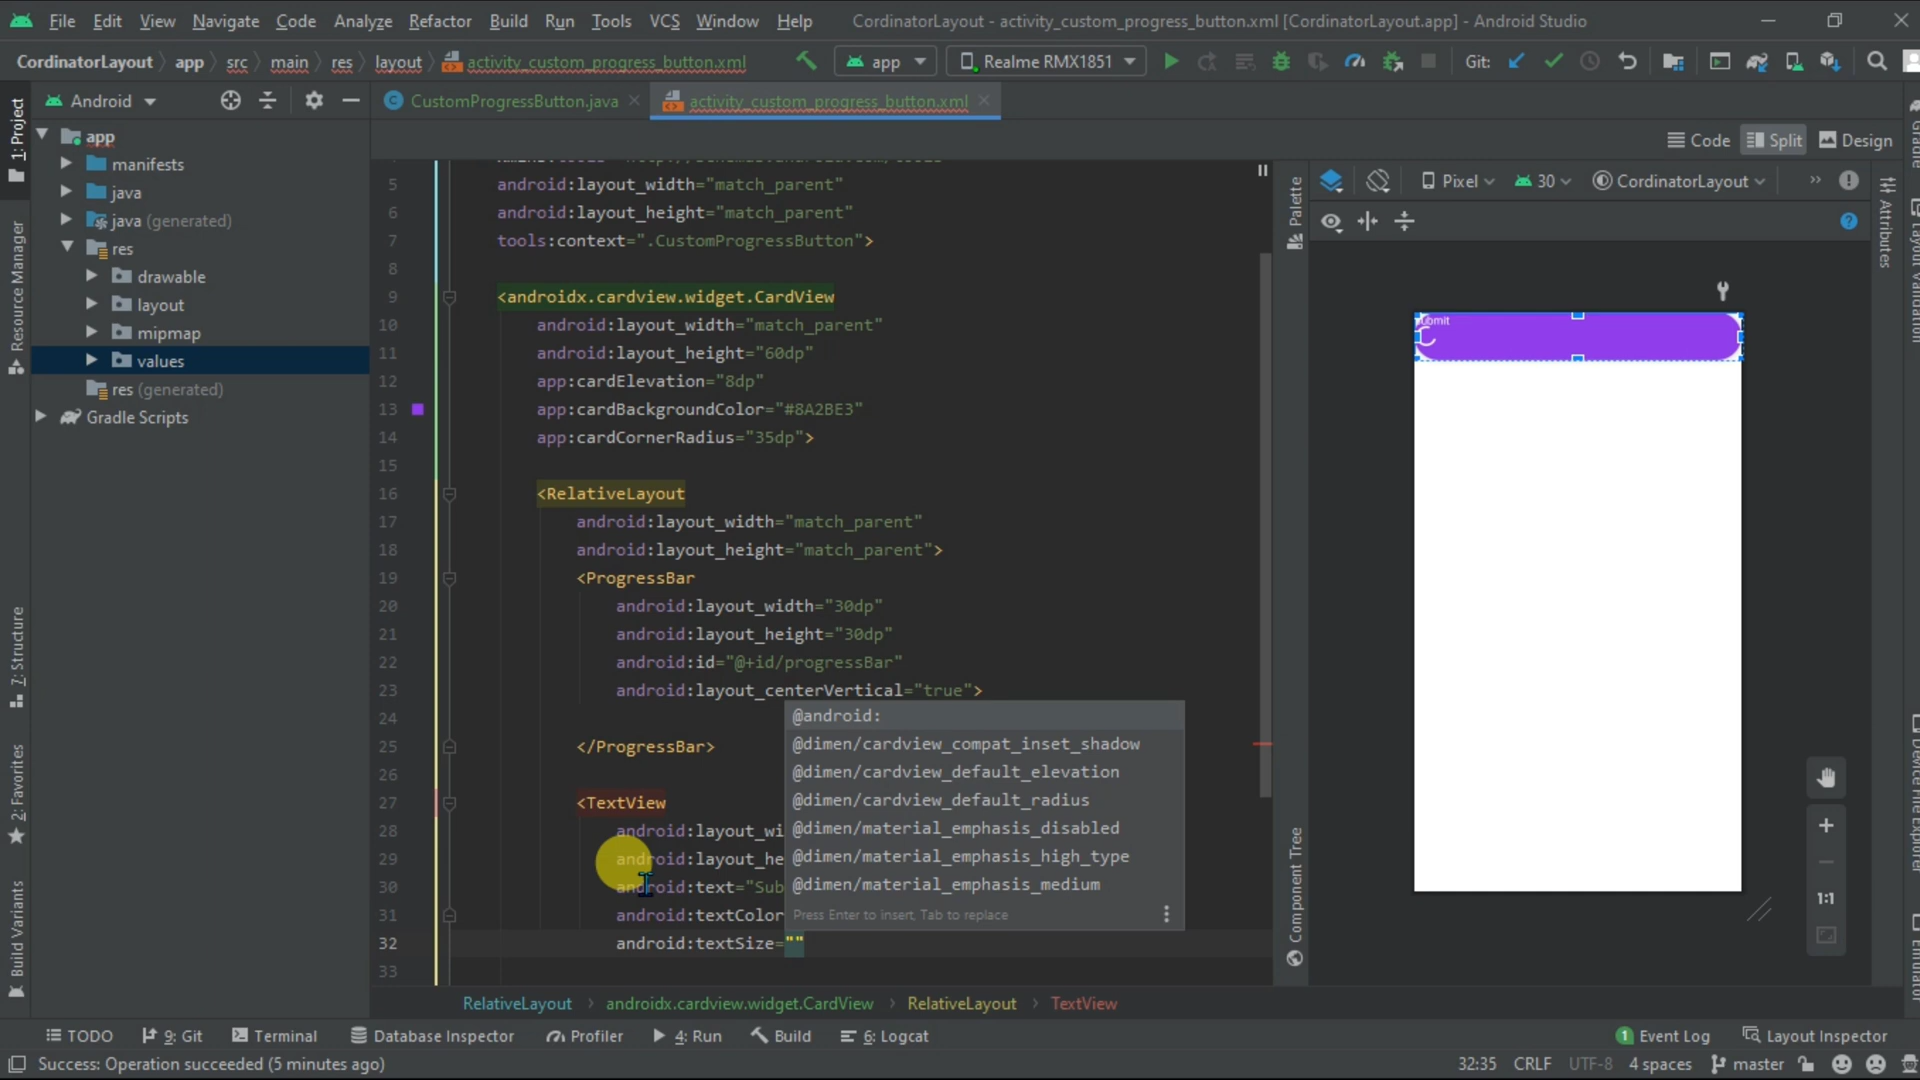 File Edit View Navigate Code Analyze Refactor Build Run Tools VCS Window Help CordinatorLayout - activity_custom_progress_button.xml [CordinatorLayout.app] - Android Studio
CordinatorLayout app src main res layout activity_custom_progress_button.xml app Realme RMX1851 Git:
1: Project
Resource Manager
7: Structure
2: Favorites
Build Variants
Android
app
manifests
java
java (generated)
res
drawable
layout
mipmap
values
res (generated)
Gradle Scripts
CustomProgressButton.java activity_custom_progress_button.xml
Code Split Design
5 android:layout_width="match_parent"
6 android:layout_height="match_parent"
7 tools:context=".CustomProgressButton">
8
9 <androidx.cardview.widget.CardView
10 android:layout_width="match_parent"
11 android:layout_height="60dp"
12 app:cardElevation="8dp"
13 app:cardBackgroundColor="#8A2BE3"
14 app:cardCornerRadius="35dp">
15
16 <RelativeLayout
17 android:layout_width="match_parent"
18 android:layout_height="match_parent">
19 <ProgressBar
20 android:layout_width="30dp"
21 android:layout_height="30dp"
22 android:id="@+id/progressBar"
23 android:layout_centerVertical="true">
24
25 </ProgressBar>
26
27 <TextView
28 android:layout_wi
29 android:layout_he
30 android:text="Sub
31 android:textColor
32 android:textSize=""
33
@android:
@dimen/cardview_compat_inset_shadow
@dimen/cardview_default_elevation
@dimen/cardview_default_radius
@dimen/material_emphasis_disabled
@dimen/material_emphasis_high_type
@dimen/material_emphasis_medium
Press Enter to insert, Tab to replace
Palette
Component Tree
Pixel 30 CordinatorLayout
1:1
Attributes
Gradle
Layout Validation
Device File Explorer
Emulator
RelativeLayout androidx.cardview.widget.CardView RelativeLayout TextView
TODO 9: Git Terminal Database Inspector Profiler 4: Run Build 6: Logcat 1 Event Log Layout Inspector
Success: Operation succeeded (5 minutes ago) 32:35 CRLF UTF-8 4 spaces master